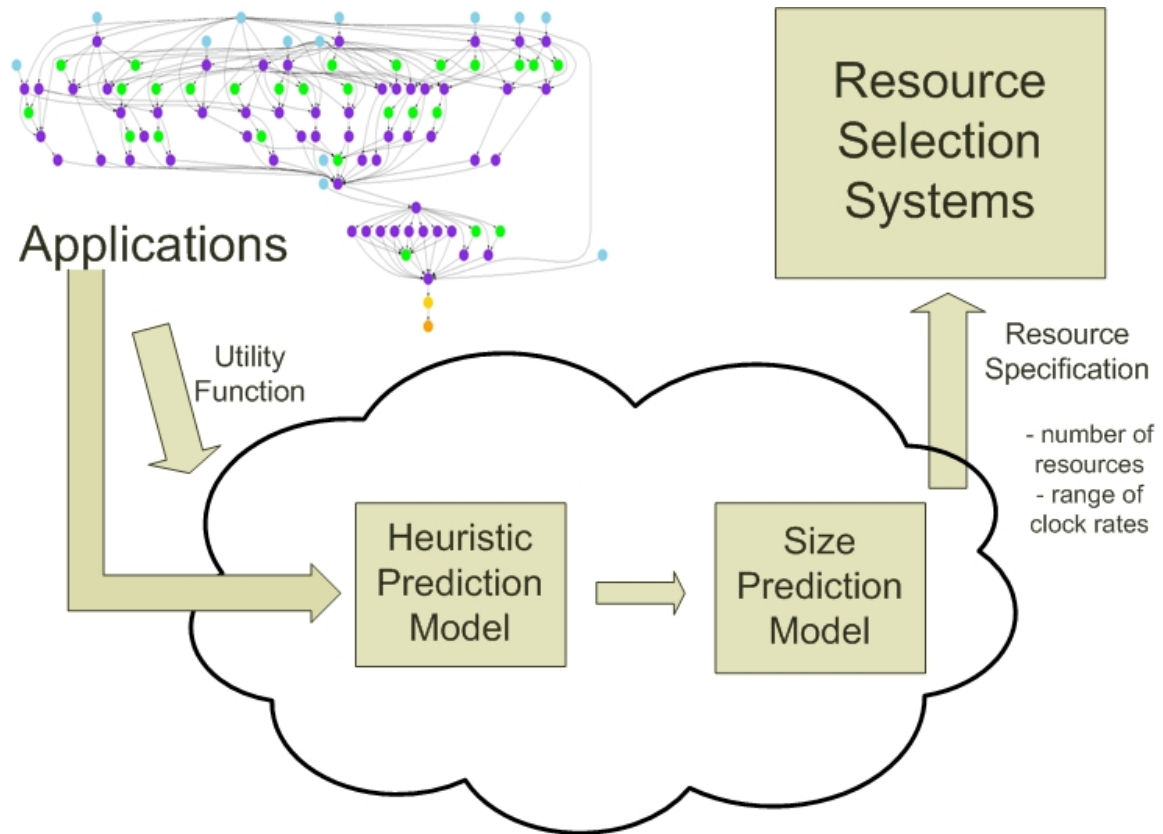 Resource
Selection
Systems
Applications
Utility
Function
Resource
Specification
- number of
resources
- range of
clock rates
Heuristic
Prediction
Model
Size
Prediction
Model